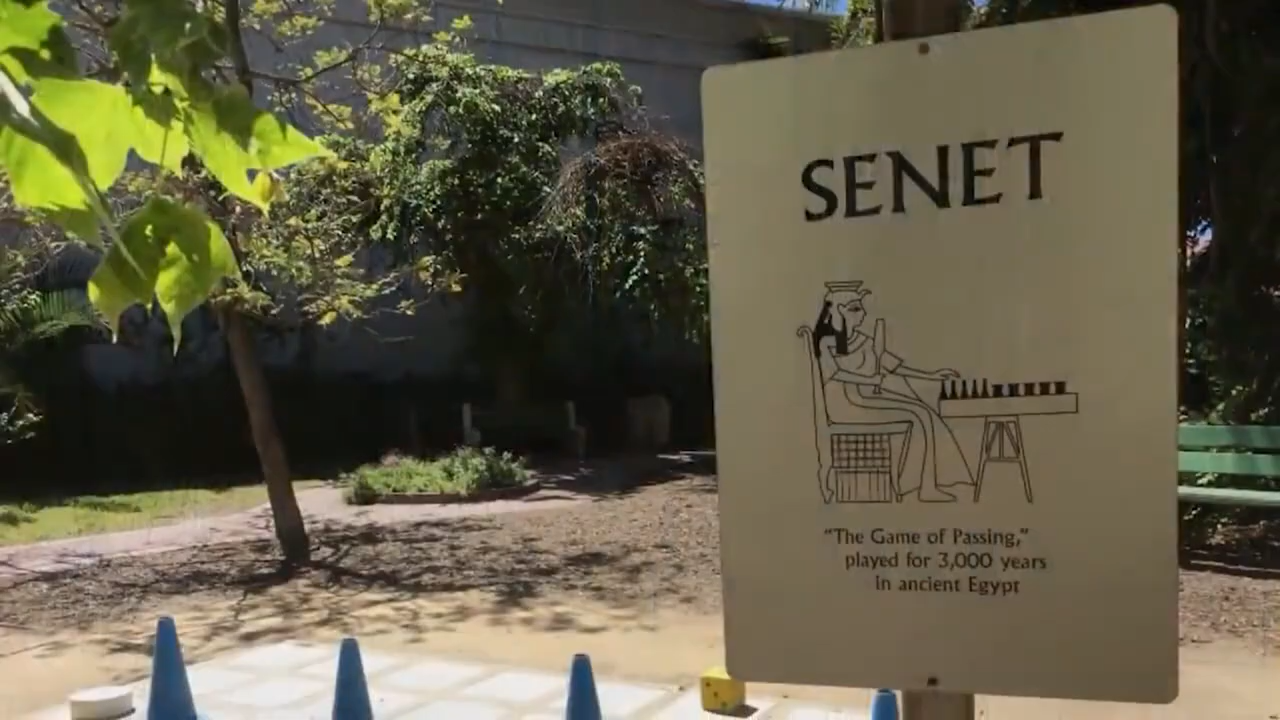 SENET
“The Game of Passing,”
played for 3,000 years
in ancient Egypt